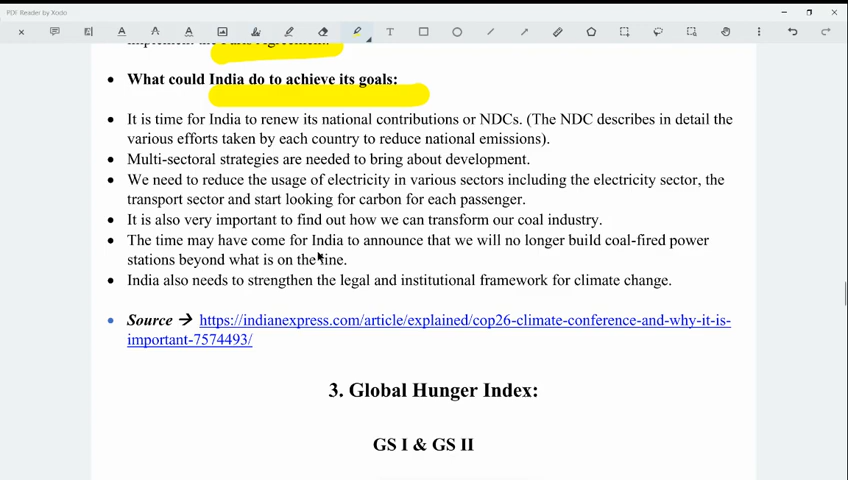 PDF Reader by Xodo
implement the Paris Agreement.
What could India do to achieve its goals:
It is time for India to renew its national contributions or NDCs. (The NDC describes in detail the
various efforts taken by each country to reduce national emissions).
Multi-sectoral strategies are needed to bring about development.
We need to reduce the usage of electricity in various sectors including the electricity sector, the
transport sector and start looking for carbon for each passenger.
It is also very important to find out how we can transform our coal industry.
The time may have come for India to announce that we will no longer build coal-fired power
stations beyond what is on the line.
India also needs to strengthen the legal and institutional framework for climate change.
Source → https://indianexpress.com/article/explained/cop26-climate-conference-and-why-it-is-
important-7574493/
3. Global Hunger Index:
GS I & GS II